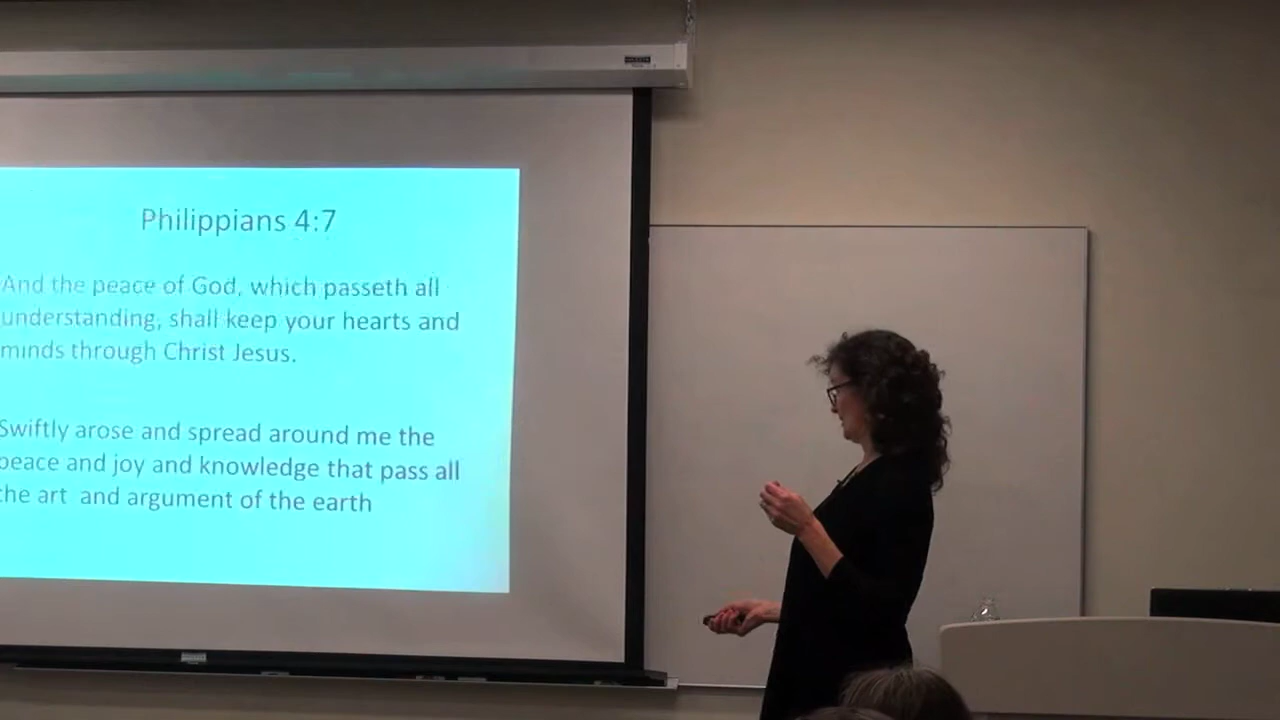 Philippians 4:7
And the peace of God, which passeth all
understanding, shall keep your hearts and
minds through Christ Jesus.
Swiftly arose and spread around me the
peace and joy and knowledge that pass all
the art and argument of the earth